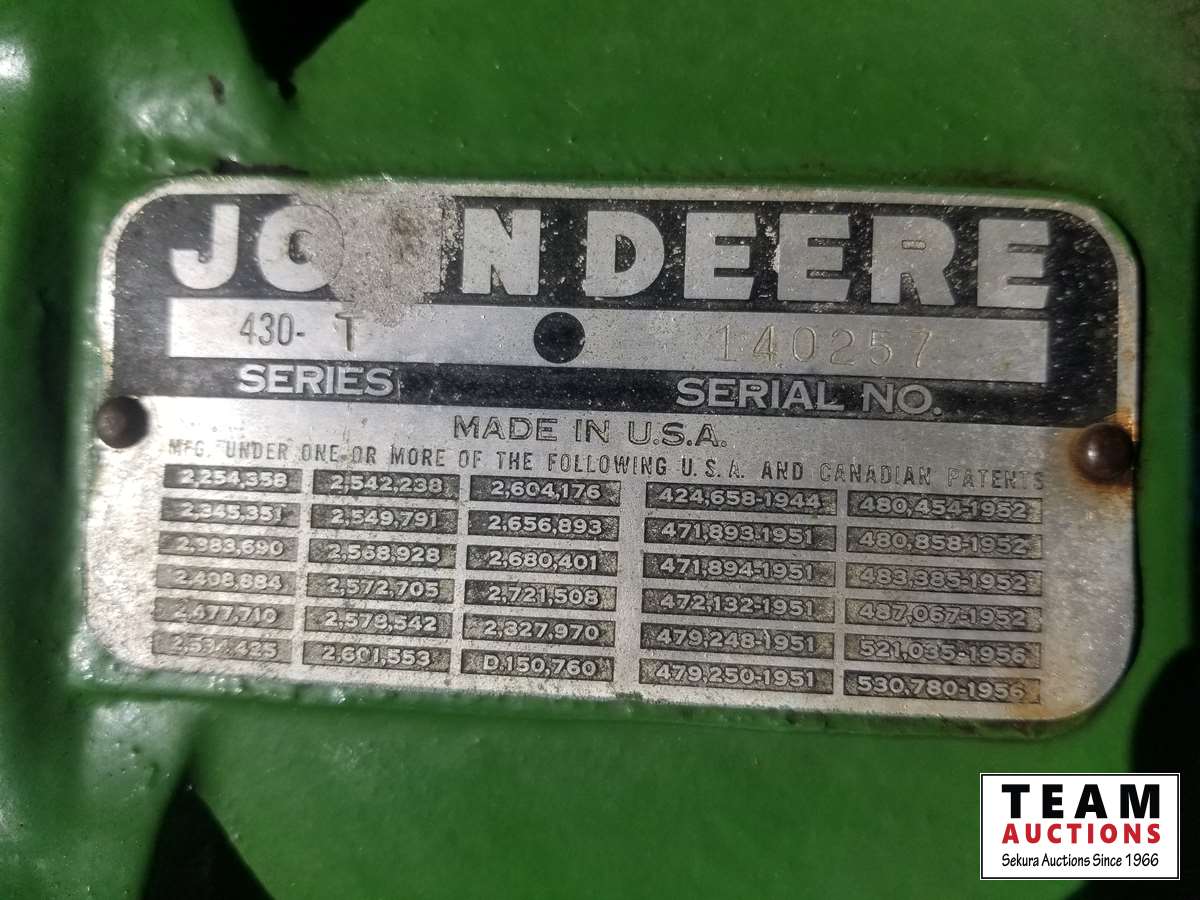 JOHN DEERE
430- T 140257
SERIES SERIAL NO.
MADE IN U.S.A.
MFG. UNDER ONE OR MORE OF THE FOLLOWING U.S.A. AND CANADIAN PATENTS
2,254,358 2,542,238 2,604,176 424,658-1944 480,454-1952
2,345,351 2,549,791 2,656,893 471,893-1951 480,858-1952
2,383,690 2,568,928 2,680,401 471,894-1951 483,385-1952
2,408,684 2,572,705 2,721,508 472,132-1951 487,067-1952
2,477,710 2,578,542 2,827,970 479,248-1951 521,035-1956
2,601,553 D.150,760 479,250-1951 530,780-1956
TEAM
AUCTIONS
Sekura Auctions Since 1966